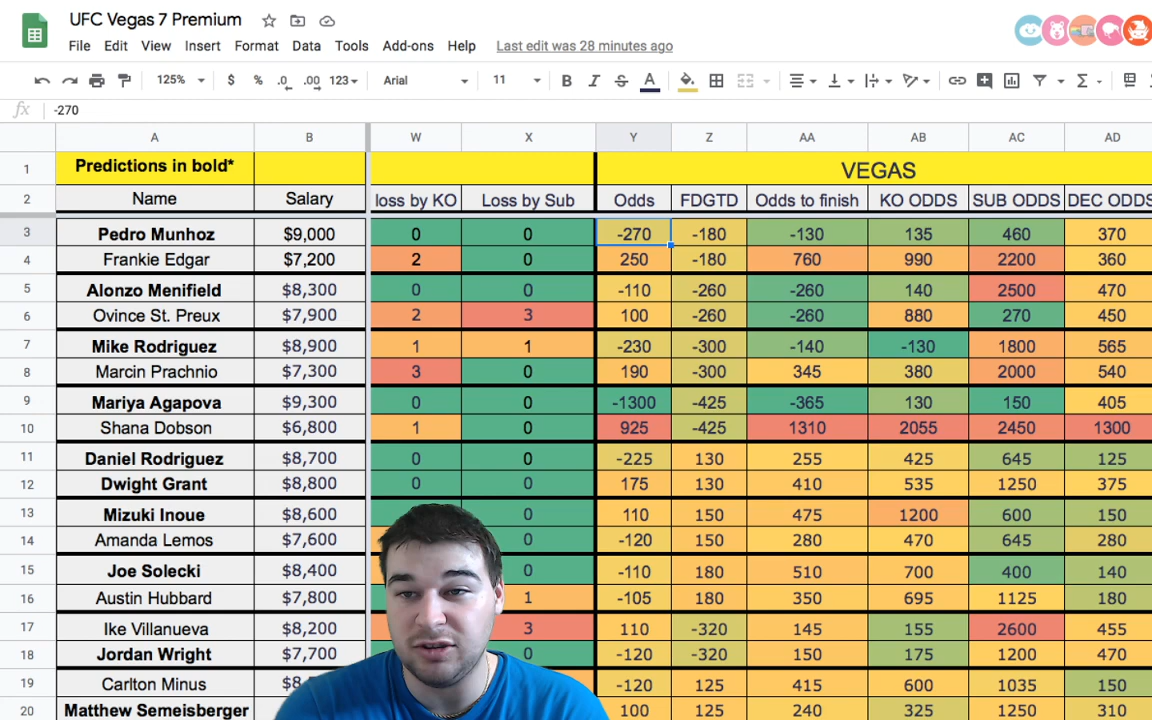 UFC Vegas 7 Premium
File Edit View Insert Format Data Tools Add-ons Help Last edit was 28 minutes ago
125% $ % .0 .00 123 Arial 11 B I S A
fx -270
A B W X Y Z AA AB AC AD
1 Predictions in bold* VEGAS
2 Name Salary loss by KO Loss by Sub Odds FDGTD Odds to finish KO ODDS SUB ODDS DEC ODDS
3 Pedro Munhoz $9,000 0 0 -270 -180 -130 135 460 370
4 Frankie Edgar $7,200 2 0 250 -180 760 990 2200 360
5 Alonzo Menifield $8,300 0 0 -110 -260 -260 140 2500 470
6 Ovince St. Preux $7,900 2 3 100 -260 -260 880 270 450
7 Mike Rodriguez $8,900 1 1 -230 -300 -140 -130 1800 565
8 Marcin Prachnio $7,300 3 0 190 -300 345 380 2000 540
9 Mariya Agapova $9,300 0 0 -1300 -425 -365 130 150 405
10 Shana Dobson $6,800 1 0 925 -425 1310 2055 2450 1300
11 Daniel Rodriguez $8,700 0 0 -225 130 255 425 645 125
12 Dwight Grant $8,800 0 0 175 130 410 535 1250 375
13 Mizuki Inoue $8,600 0 110 150 475 1200 600 150
14 Amanda Lemos $7,600 0 -120 150 280 470 645 280
15 Joe Solecki $8,400 0 -110 180 510 700 400 140
16 Austin Hubbard $7,800 1 -105 180 350 695 1125 180
17 Ike Villanueva $8,200 3 110 -320 145 155 2600 455
18 Jordan Wright $7,700 0 -120 -320 150 175 1200 470
19 Carlton Minus $8, -120 125 415 600 1035 150
20 Matthew Semeisberger 100 125 240 325 1250 310